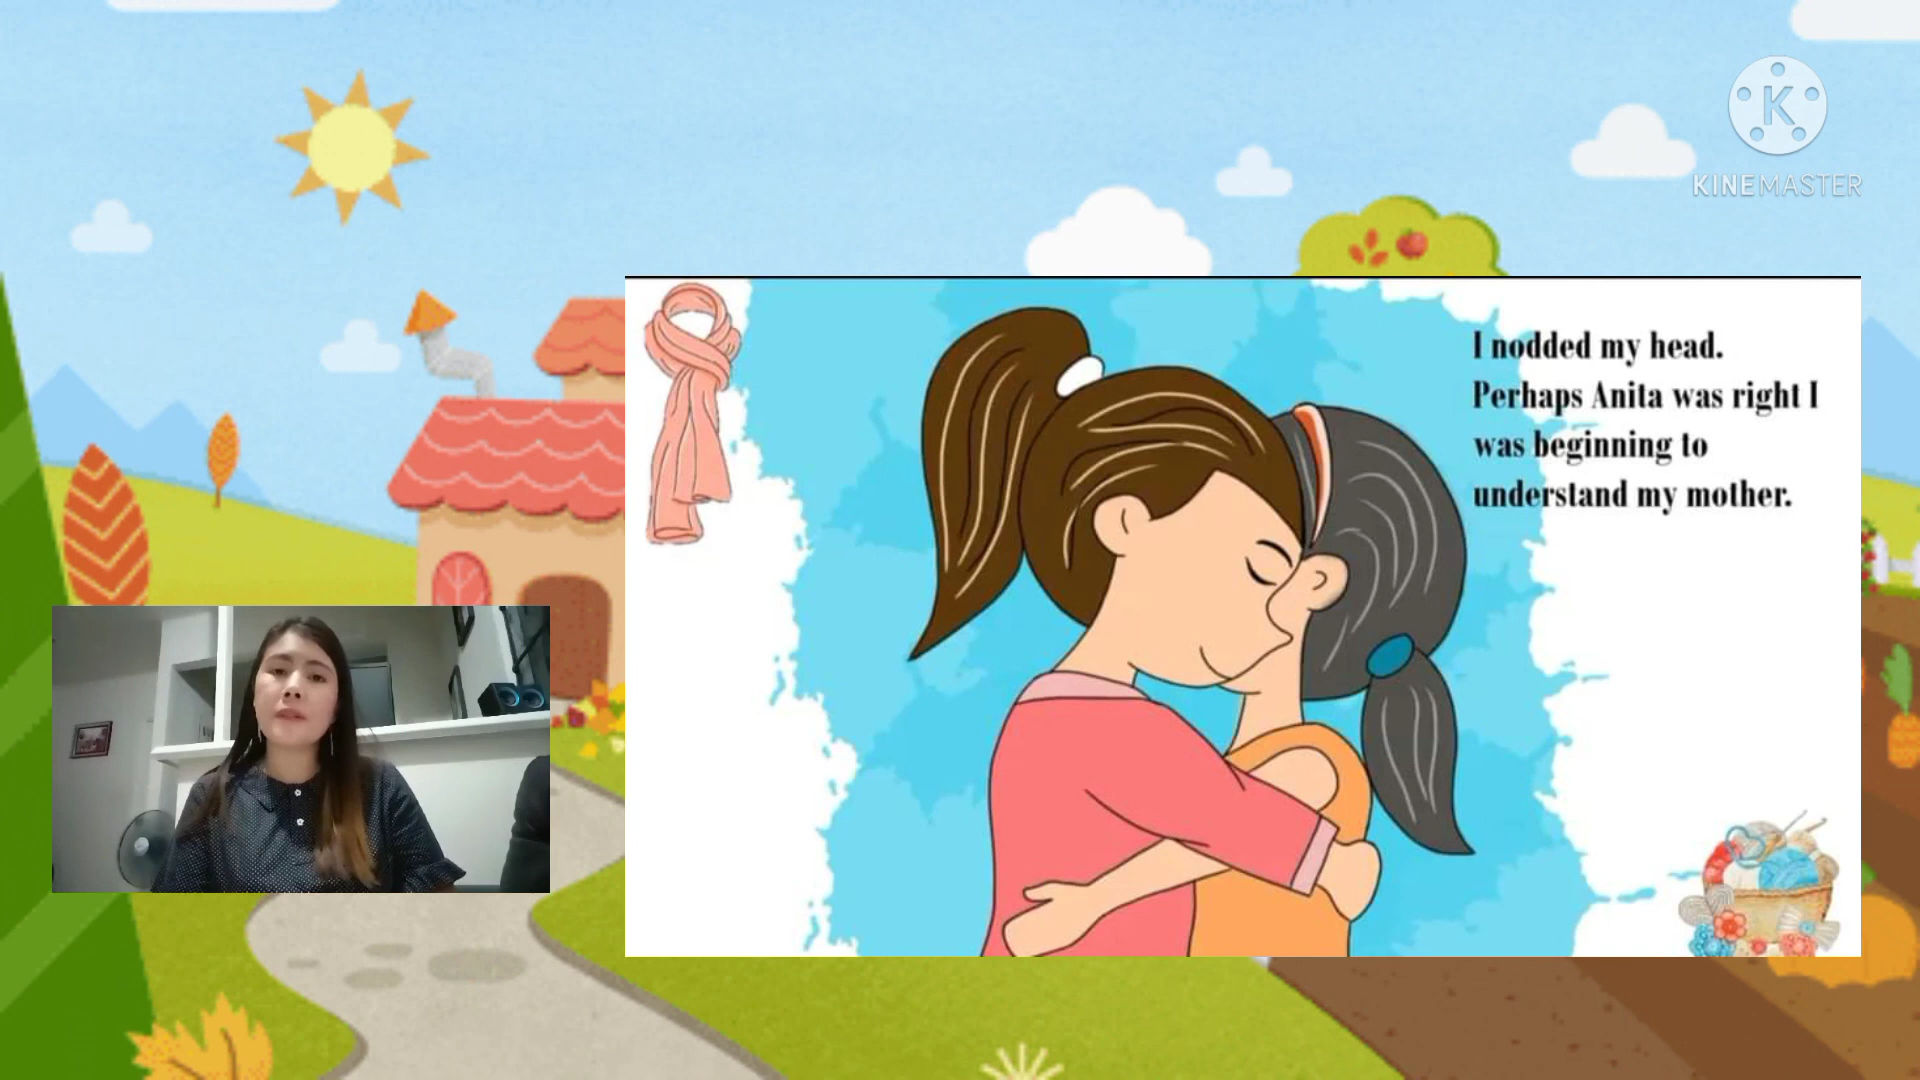 K
KINEMASTER
I nodded my head.
Perhaps Anita was right I
was beginning to
understand my mother.